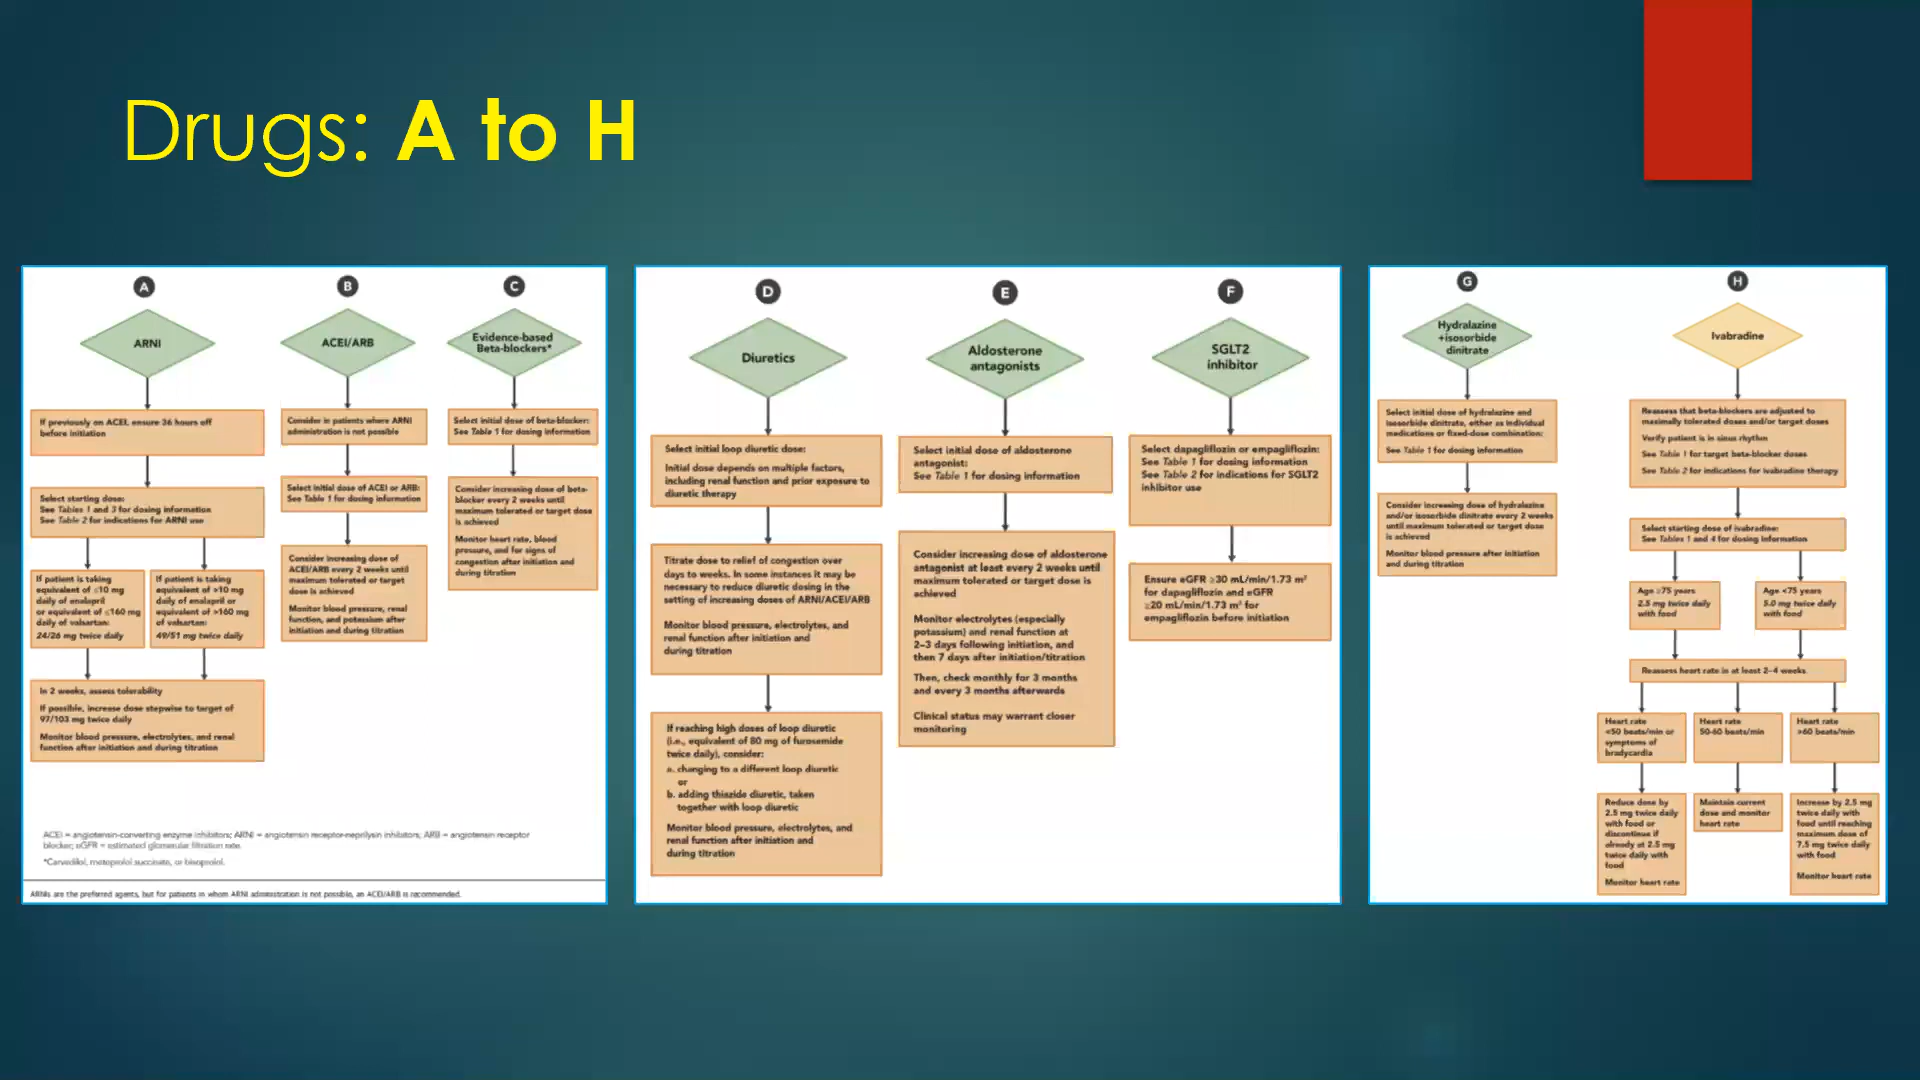 Drugs: A to H
A
ARNI
If previously on ACEI, ensure 36 hours off
before initiation
Select starting dose:
See Tables 1 and 3 for dosing information
See Table 2 for indications for ARNI use
If patient is taking
equivalent of ≤10 mg
daily of enalapril
or equivalent of ≤160 mg
daily of valsartan:
24/26 mg twice daily
If patient is taking
equivalent of >10 mg
daily of enalapril or
equivalent of >160 mg
of valsartan:
49/51 mg twice daily
In 2 weeks, assess tolerability
If possible, increase dose stepwise to target of
97/103 mg twice daily
Monitor blood pressure, electrolytes, and renal
function after initiation and during titration
B
ACEI/ARB
Consider in patients where ARNI
administration is not possible
Select initial dose of ACEI or ARB:
See Table 1 for dosing information
Consider increasing dose of
ACEI/ARB every 2 weeks until
maximum tolerated or target
dose is achieved
Monitor blood pressure, renal
function, and potassium after
initiation and during titration
C
Evidence-based
Beta-blockers*
Select initial dose of beta-blocker:
See Table 1 for dosing information
Consider increasing dose of beta-
blocker every 2 weeks until
maximum tolerated or target dose
is achieved
Monitor heart rate, blood
pressure, and for signs of
congestion after initiation and
during titration
ACEI = angiotensin-converting enzyme inhibitors; ARNI = angiotensin receptor-neprilysin inhibitors; ARB = angiotensin receptor
blocker; eGFR = estimated glomerular filtration rate.
*Carvedilol, metoprolol succinate, or bisoprolol.
ARNIs are the preferred agents, but for patients in whom ARNI administration is not possible, an ACEI/ARB is recommended.
D
Diuretics
Select initial loop diuretic dose:
Initial dose depends on multiple factors,
including renal function and prior exposure to
diuretic therapy
Titrate dose to relief of congestion over
days to weeks. In some instances it may be
necessary to reduce diuretic dosing in the
setting of increasing doses of ARNI/ACEI/ARB
Monitor blood pressure, electrolytes, and
renal function after initiation and
during titration
If reaching high doses of loop diuretic
(i.e., equivalent of 80 mg of furosemide
twice daily), consider:
a. changing to a different loop diuretic
or
b. adding thiazide diuretic, taken
together with loop diuretic
Monitor blood pressure, electrolytes, and
renal function after initiation and
during titration
E
Aldosterone
antagonists
Select initial dose of aldosterone
antagonist:
See Table 1 for dosing information
Consider increasing dose of aldosterone
antagonist at least every 2 weeks until
maximum tolerated or target dose is
achieved
Monitor electrolytes (especially
potassium) and renal function at
2–3 days following initiation, and
then 7 days after initiation/titration
Then, check monthly for 3 months
and every 3 months afterwards
Clinical status may warrant closer
monitoring
F
SGLT2
inhibitor
Select dapagliflozin or empagliflozin:
See Table 1 for dosing information
See Table 2 for indications for SGLT2
inhibitor use
Ensure eGFR ≥30 mL/min/1.73 m²
for dapagliflozin and eGFR
≥20 mL/min/1.73 m² for
empagliflozin before initiation
G
Hydralazine
+isosorbide
dinitrate
Select initial dose of hydralazine and
isosorbide dinitrate, either as individual
medications or fixed-dose combination:
See Table 1 for dosing information
Consider increasing dose of hydralazine
and/or isosorbide dinitrate every 2 weeks
until maximum tolerated or target dose
is achieved
Monitor blood pressure after initiation
and during titration
H
Ivabradine
Reassess that beta-blockers are adjusted to
maximally tolerated doses and/or target doses
Verify patient is in sinus rhythm
See Table 1 for target beta-blocker doses
See Table 2 for indications for ivabradine therapy
Select starting dose of ivabradine:
See Tables 1 and 4 for dosing information
Age ≥75 years
2.5 mg twice daily
with food
Age <75 years
5.0 mg twice daily
with food
Reassess heart rate in at least 2–4 weeks
Heart rate
<50 beats/min or
symptoms of
bradycardia
Heart rate
50-60 beats/min
Heart rate
>60 beats/min
Reduce dose by
2.5 mg twice daily
with food or
discontinue if
already at 2.5 mg
twice daily with
food
Monitor heart rate
Maintain current
dose and monitor
heart rate
Increase by 2.5 mg
twice daily with
food until reaching
maximum dose of
7.5 mg twice daily
with food
Monitor heart rate